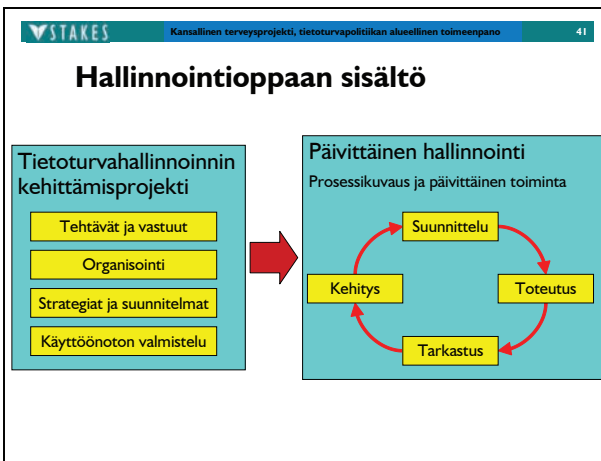 STAKES
Kansallinen terveysprojekti, tietoturvapolitiikan alueellinen toimeenpano
41
Hallinnointioppaan sisältö
Tietoturvahallinnoinnin
kehittämisprojekti
Tehtävät ja vastuut
Organisointi
Strategiat ja suunnitelmat
Käyttöönoton valmistelu
Päivittäinen hallinnointi
Prosessikuvaus ja päivittäinen toiminta
Suunnittelu
Kehitys
Toteutus
Tarkastus